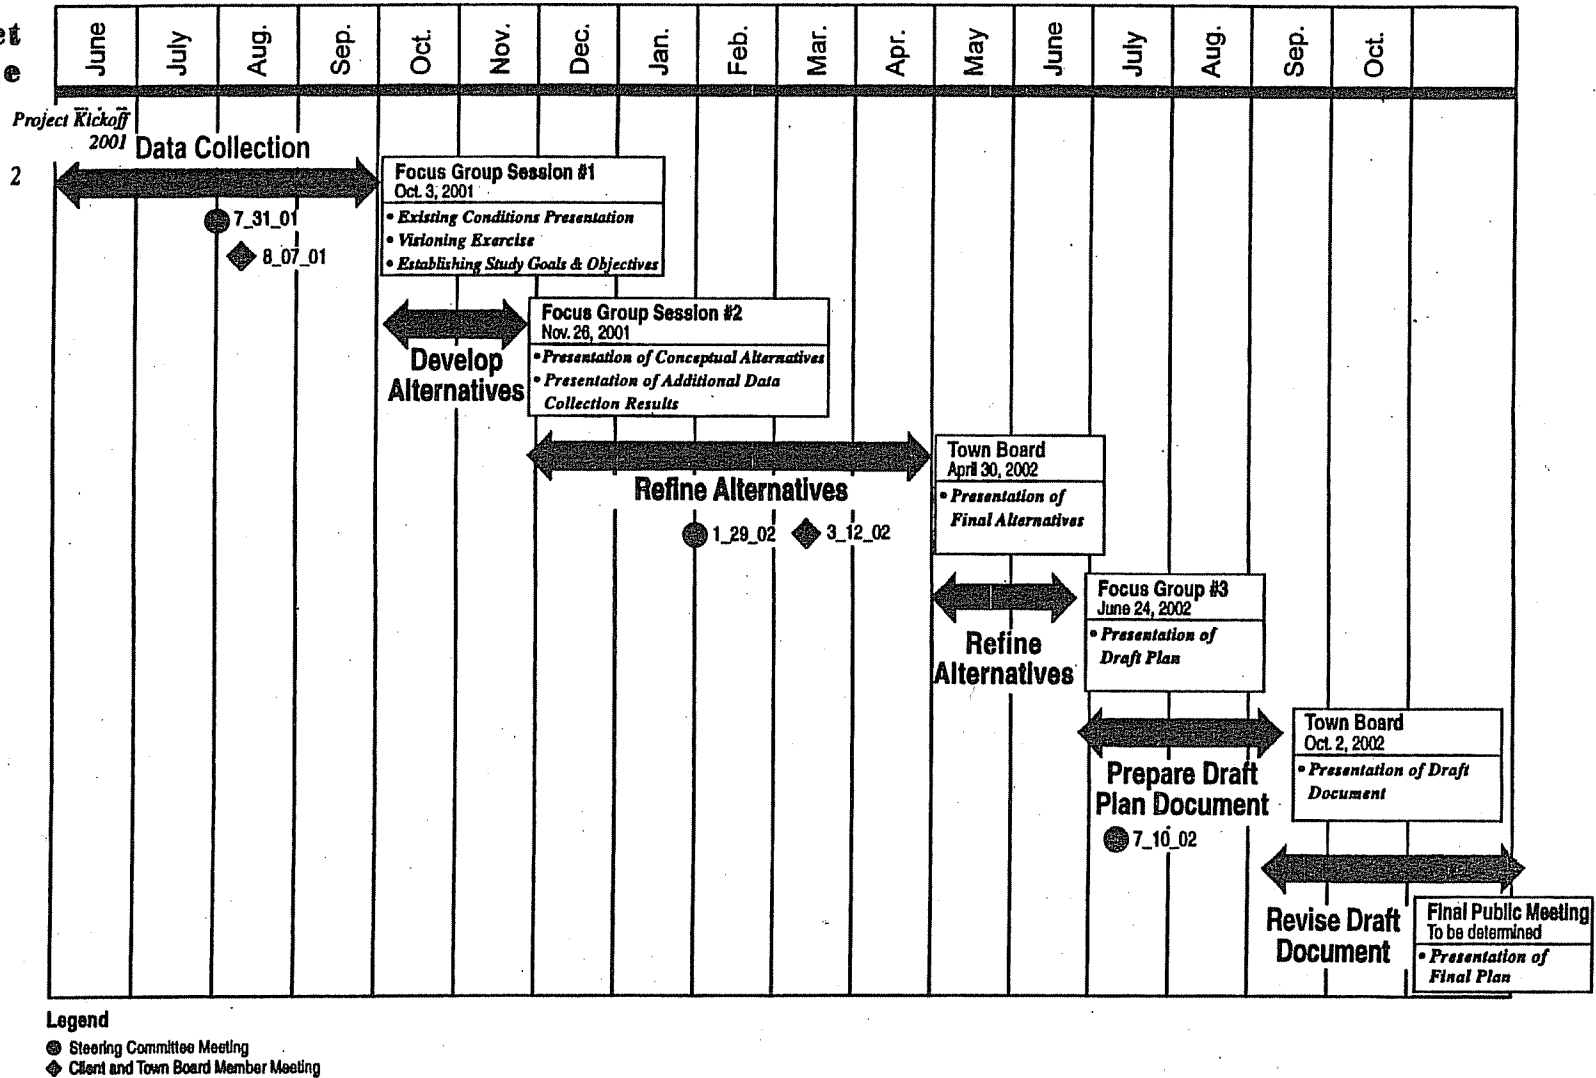 June July Aug. Sep. Oct. Nov. Dec. Jan. Feb. Mar. Apr. May June July Aug. Sep. Oct.
Project Kickoff
2001
2
Data Collection
7_31_01
8_07_01
Focus Group Session #1
Oct. 3, 2001
• Existing Conditions Presentation
• Visioning Exercise
• Establishing Study Goals & Objectives
Develop
Alternatives
Focus Group Session #2
Nov. 26, 2001
• Presentation of Conceptual Alternatives
• Presentation of Additional Data
Collection Results
Refine Alternatives
1_29_02
3_12_02
Town Board
April 30, 2002
• Presentation of
Final Alternatives
Refine
Alternatives
Focus Group #3
June 24, 2002
• Presentation of
Draft Plan
Prepare Draft
Plan Document
7_10_02
Town Board
Oct. 2, 2002
• Presentation of Draft
Document
Revise Draft
Document
Final Public Meeting
To be determined
• Presentation of
Final Plan
Legend
Steering Committee Meeting
Client and Town Board Member Meeting